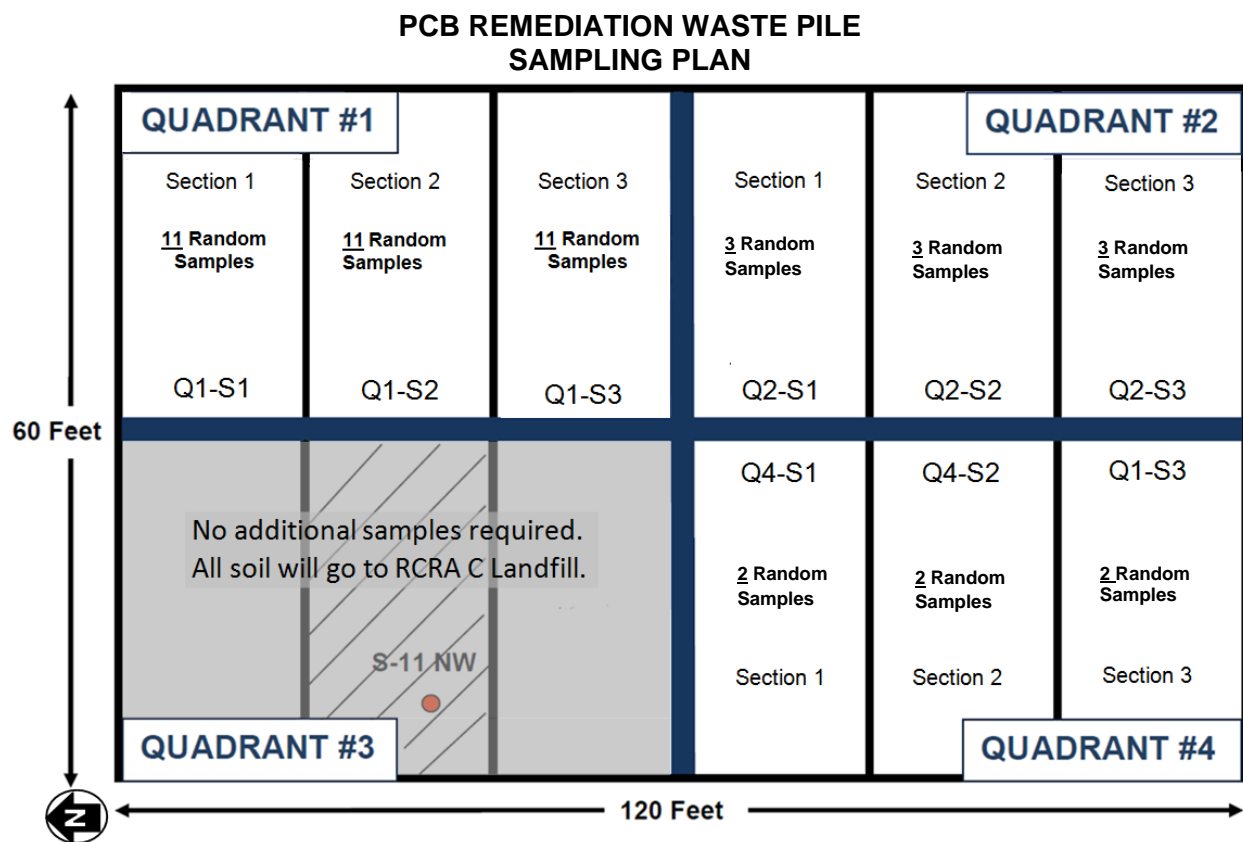 PCB REMEDIATION WASTE PILE
SAMPLING PLAN
QUADRANT #1
QUADRANT #2
Section 1
Section 2
Section 3
Section 1
Section 2
Section 3
11 Random
Samples
11 Random
Samples
11 Random
Samples
3 Random
Samples
3 Random
Samples
3 Random
Samples
Q1-S1
Q1-S2
Q1-S3
Q2-S1
Q2-S2
Q2-S3
60 Feet
Q4-S1
Q4-S2
Q1-S3
No additional samples required.
All soil will go to RCRA C Landfill.
2 Random
Samples
2 Random
Samples
2 Random
Samples
S-11 NW
Section 1
Section 2
Section 3
QUADRANT #3
QUADRANT #4
N
120 Feet